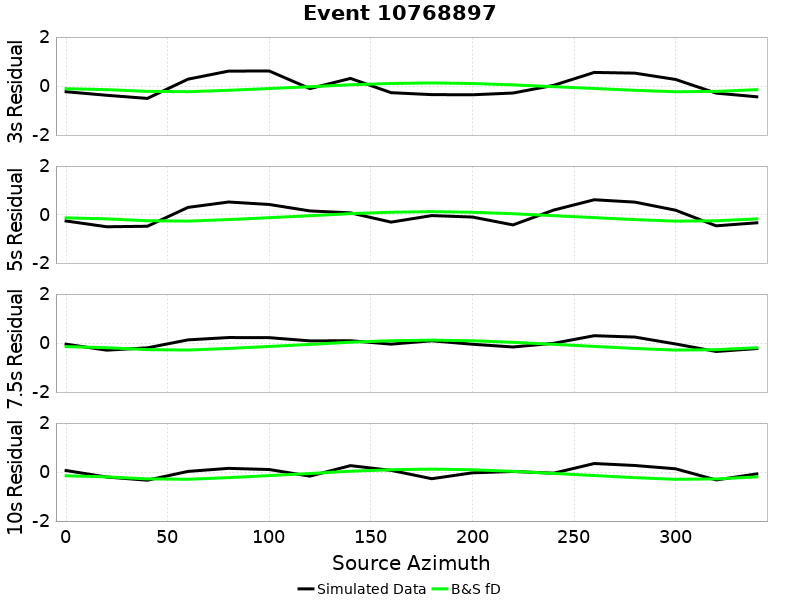 Event 10768897
3s Residual
2
0
-2
5s Residual
2
0
-2
7.5s Residual
2
0
-2
10s Residual
2
0
-2
0 50 100 150 200 250 300
Source Azimuth
Simulated Data B&S fD